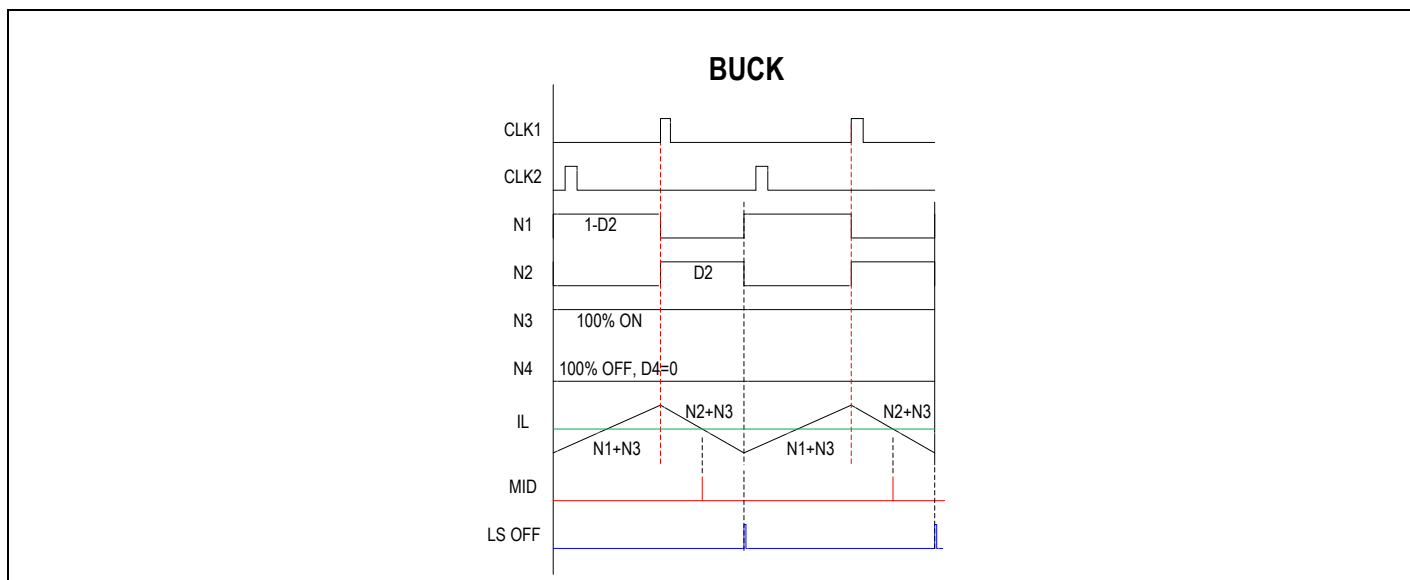 BUCK
CLK1
CLK2
N1
1-D2
N2
D2
N3
100% ON
N4
100% OFF, D4=0
IL
N2+N3
N2+N3
N1+N3
N1+N3
MID
LS OFF